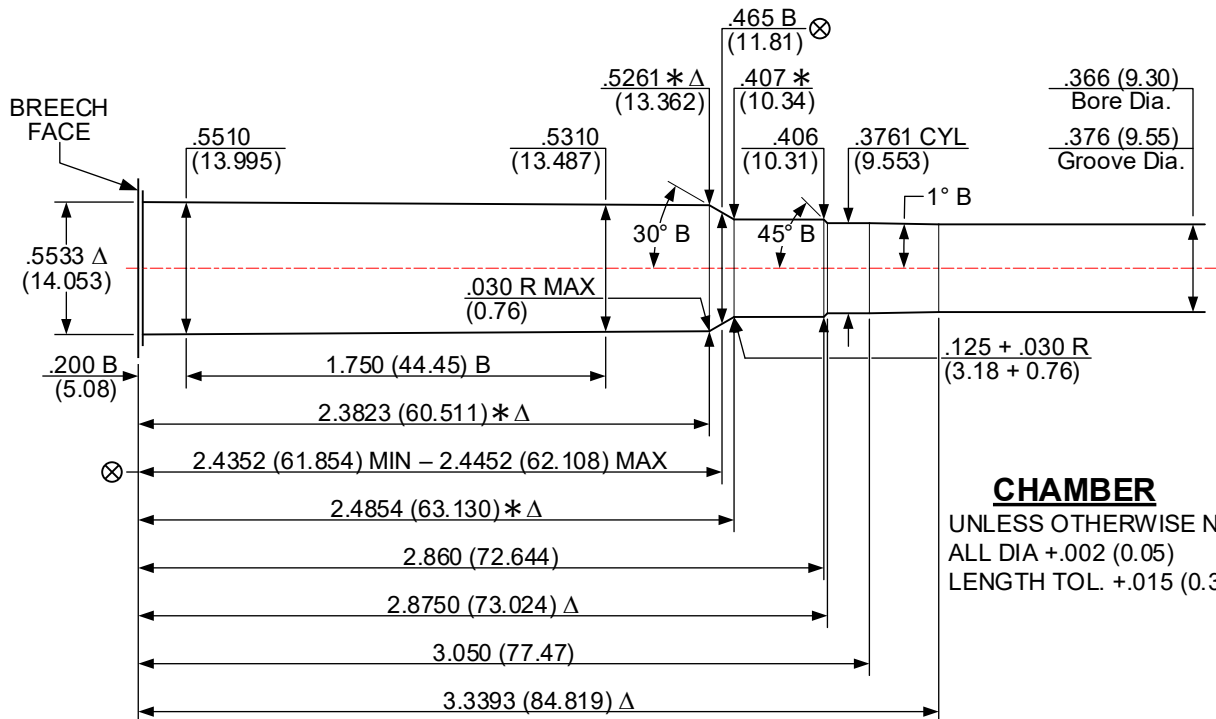 .465 B ⊗
(11.81)
.5261 * Δ
(13.362)
.407 *
(10.34)
.366 (9.30)
Bore Dia.
BREECH
FACE
.5510
(13.995)
.5310
(13.487)
.406
(10.31)
.3761 CYL
(9.553)
.376 (9.55)
Groove Dia.
1° B
30° B
45° B
.5533 Δ
(14.053)
.030 R MAX
(0.76)
.200 B
(5.08)
1.750 (44.45) B
.125 + .030 R
(3.18 + 0.76)
2.3823 (60.511) * Δ
⊗ 2.4352 (61.854) MIN – 2.4452 (62.108) MAX
2.4854 (63.130) * Δ
2.860 (72.644)
2.8750 (73.024) Δ
3.050 (77.47)
3.3393 (84.819) Δ
CHAMBER
UNLESS OTHERWISE N
ALL DIA +.002 (0.05)
LENGTH TOL. +.015 (0.3